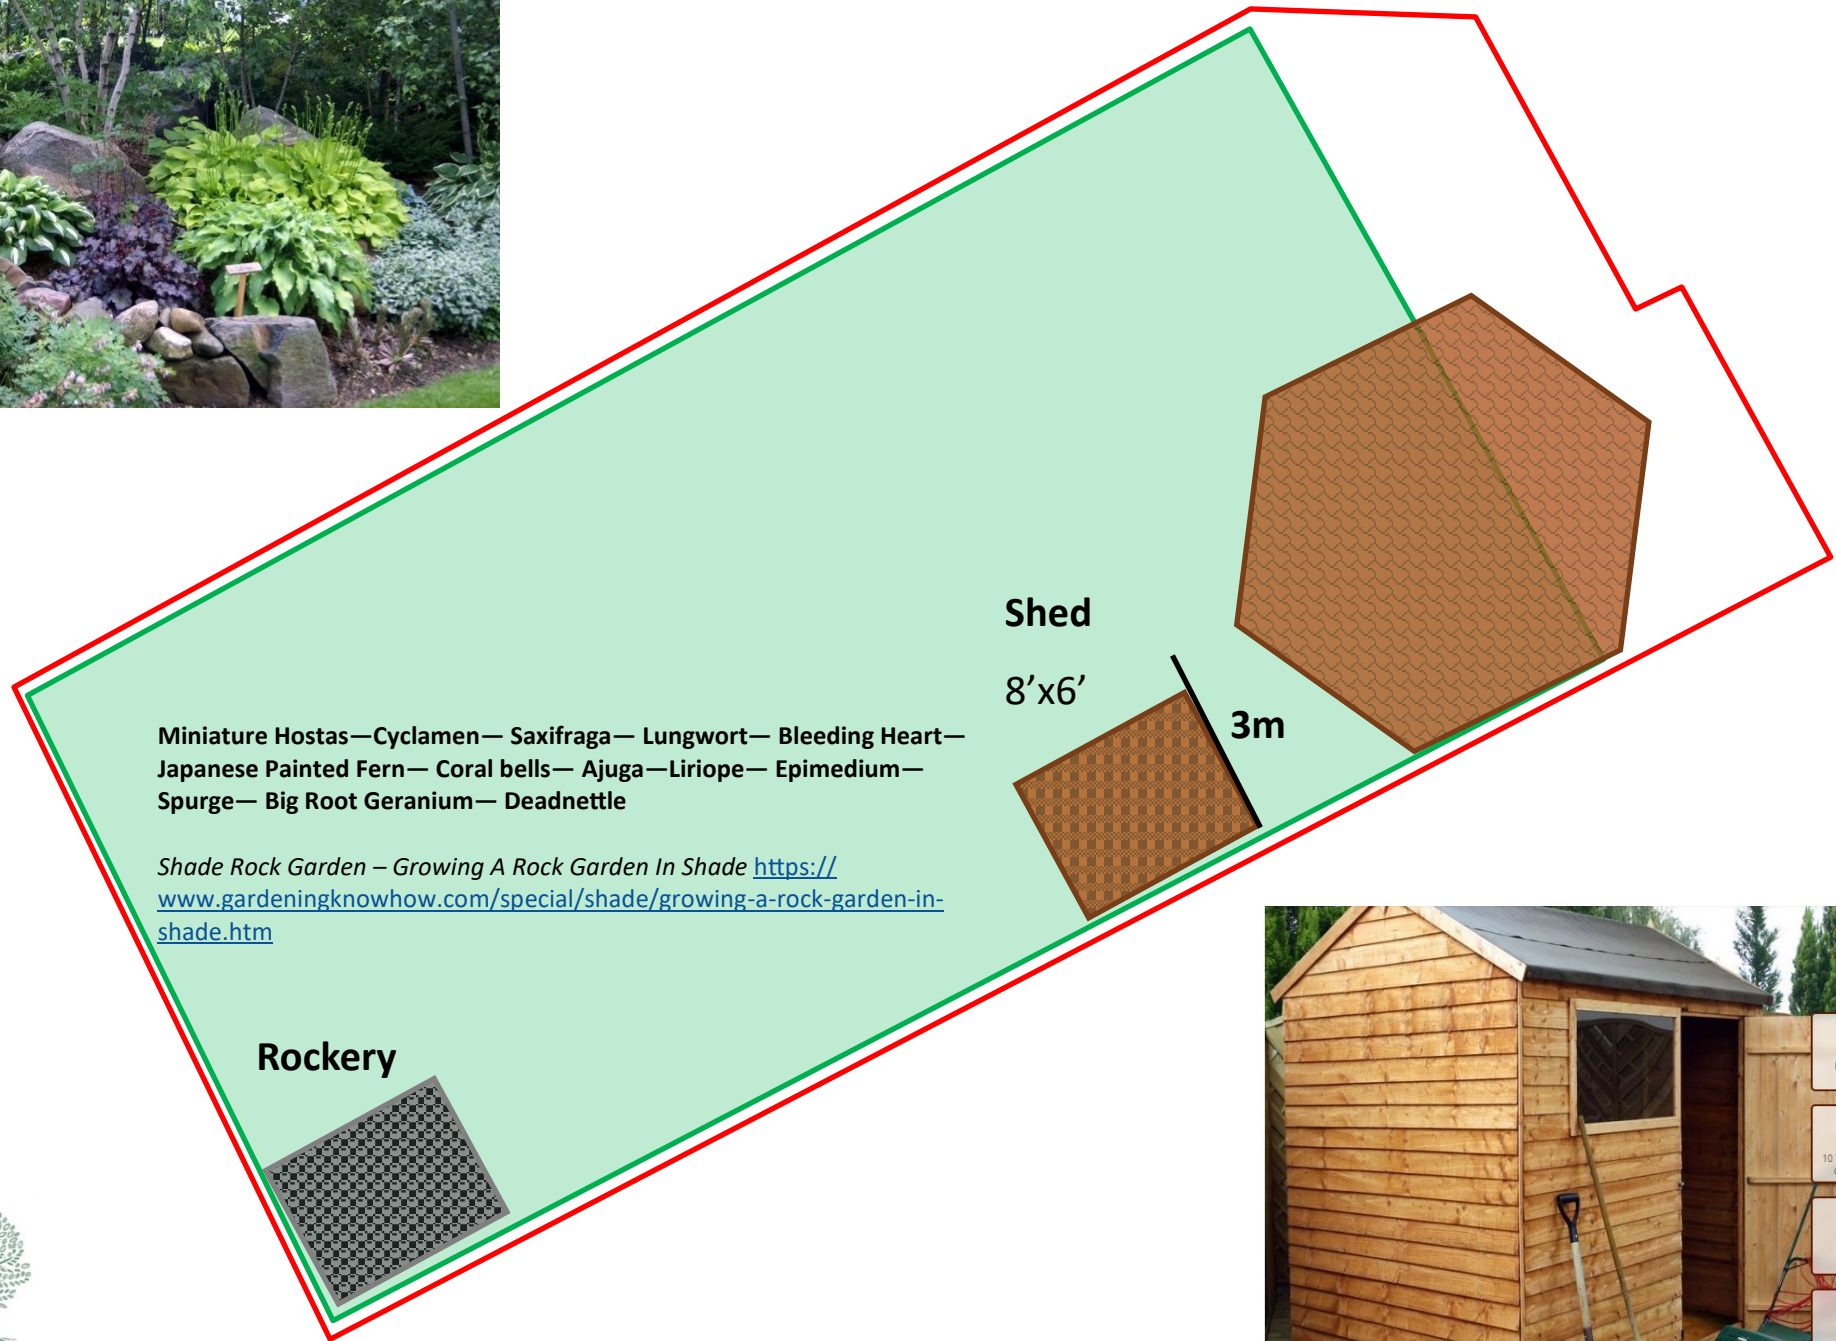 Shed
8’x6’
3m
Miniature Hostas—Cyclamen— Saxifraga— Lungwort— Bleeding Heart—
Japanese Painted Fern— Coral bells— Ajuga—Liriope— Epimedium—
Spurge— Big Root Geranium— Deadnettle
Shade Rock Garden – Growing A Rock Garden In Shade https://
www.gardeningknowhow.com/special/shade/growing-a-rock-garden-in-
shade.htm
Rockery
10